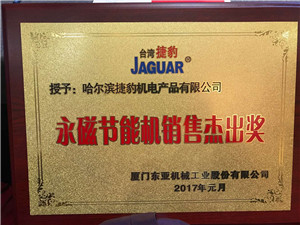 台湾捷豹
JAGUAR®
授予：哈尔滨捷豹机电产品有限公司
永磁节能机销售杰出奖
厦门东亚机械工业股份有限公司
2017年元月